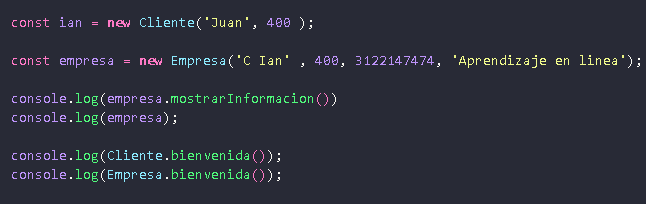 const ian = new Cliente('Juan', 400 );
const empresa = new Empresa('C Ian' , 400, 3122147474, 'Aprendizaje en linea');
console.log(empresa.mostrarInformacion())
console.log(empresa);
console.log(Cliente.bienvenida());
console.log(Empresa.bienvenida());